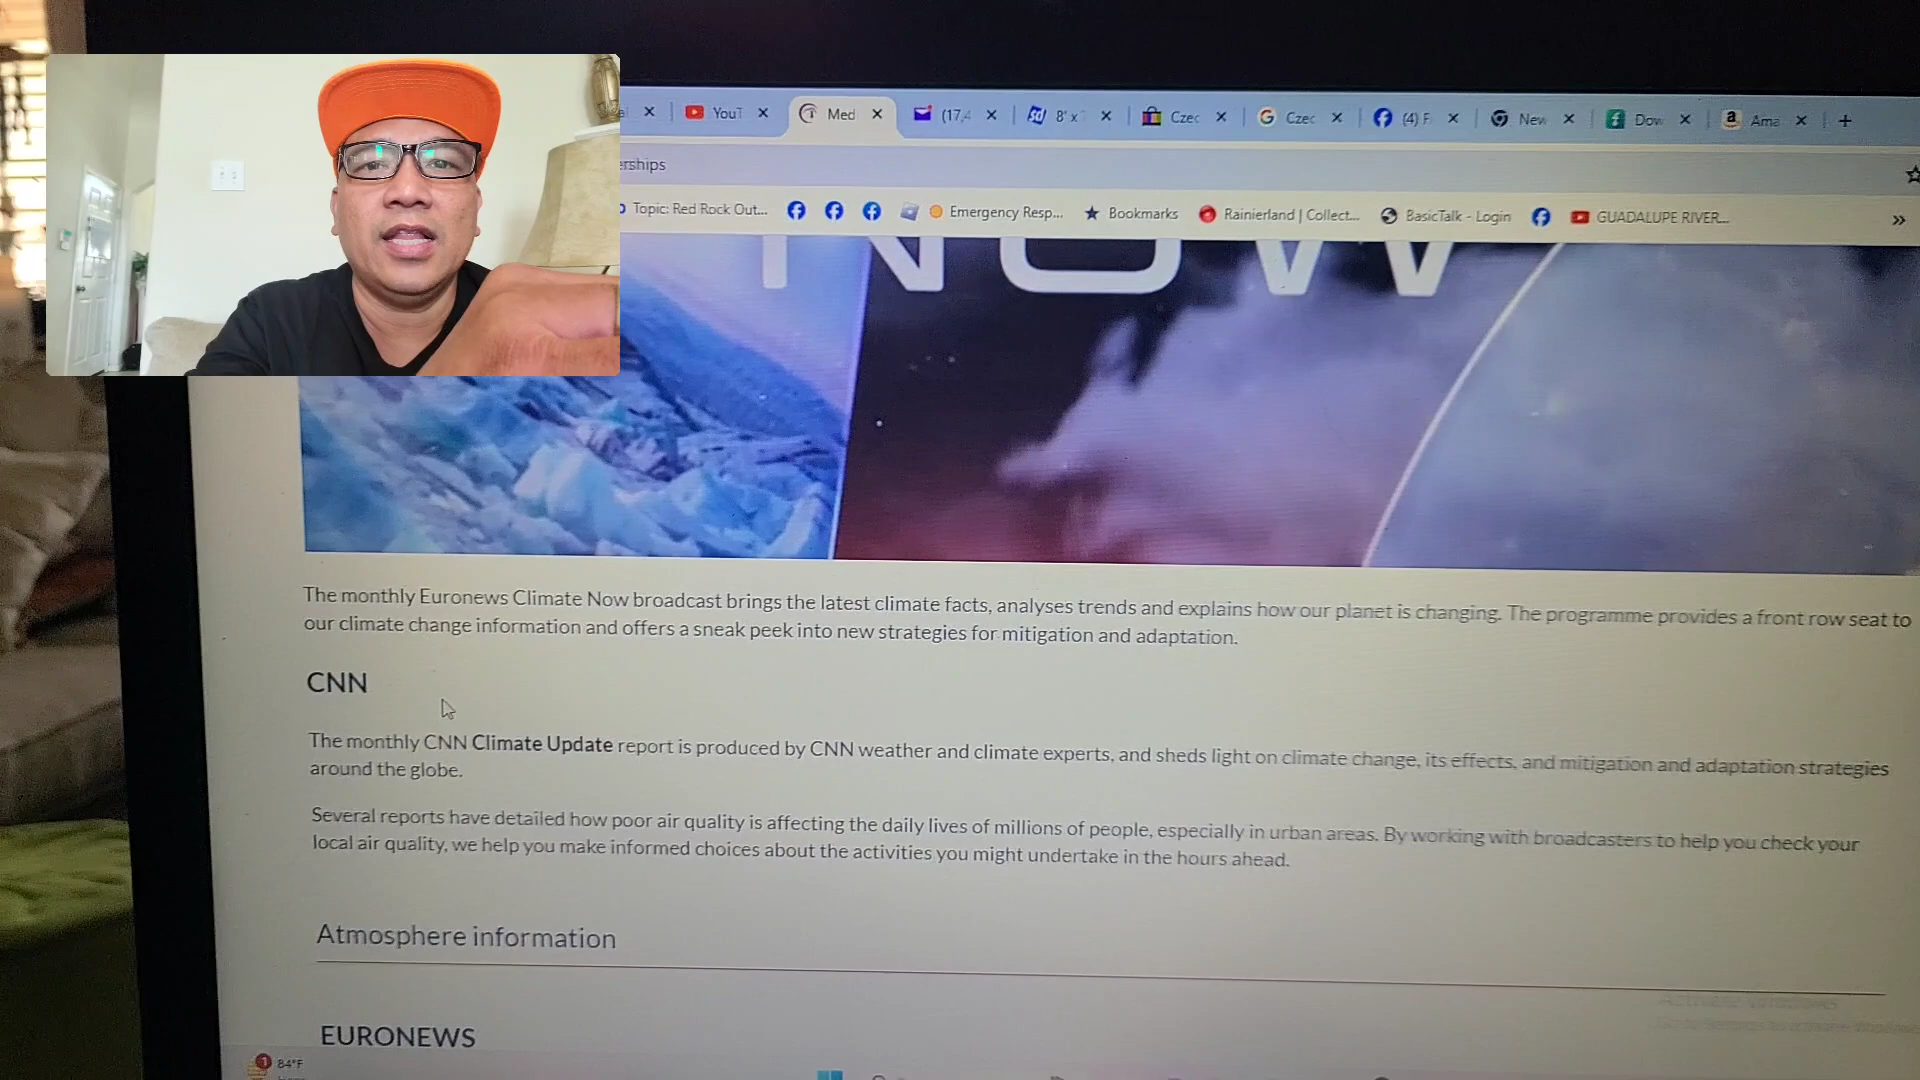 YouT
Med
(17,4
8' x
Czec
Czec
(4) F
New
Dow
Ama
erships
Topic: Red Rock Out...
Emergency Resp...
Bookmarks
Rainierland | Collect...
BasicTalk - Login
GUADALUPE RIVER...
NOW
The monthly Euronews Climate Now broadcast brings the latest climate facts, analyses trends and explains how our planet is changing. The programme provides a front row seat to
our climate change information and offers a sneak peek into new strategies for mitigation and adaptation.
CNN
The monthly CNN Climate Update report is produced by CNN weather and climate experts, and sheds light on climate change, its effects, and mitigation and adaptation strategies
around the globe.
Several reports have detailed how poor air quality is affecting the daily lives of millions of people, especially in urban areas. By working with broadcasters to help you check your
local air quality, we help you make informed choices about the activities you might undertake in the hours ahead.
Atmosphere information
Activate Windows
EURONEWS
1
84°F